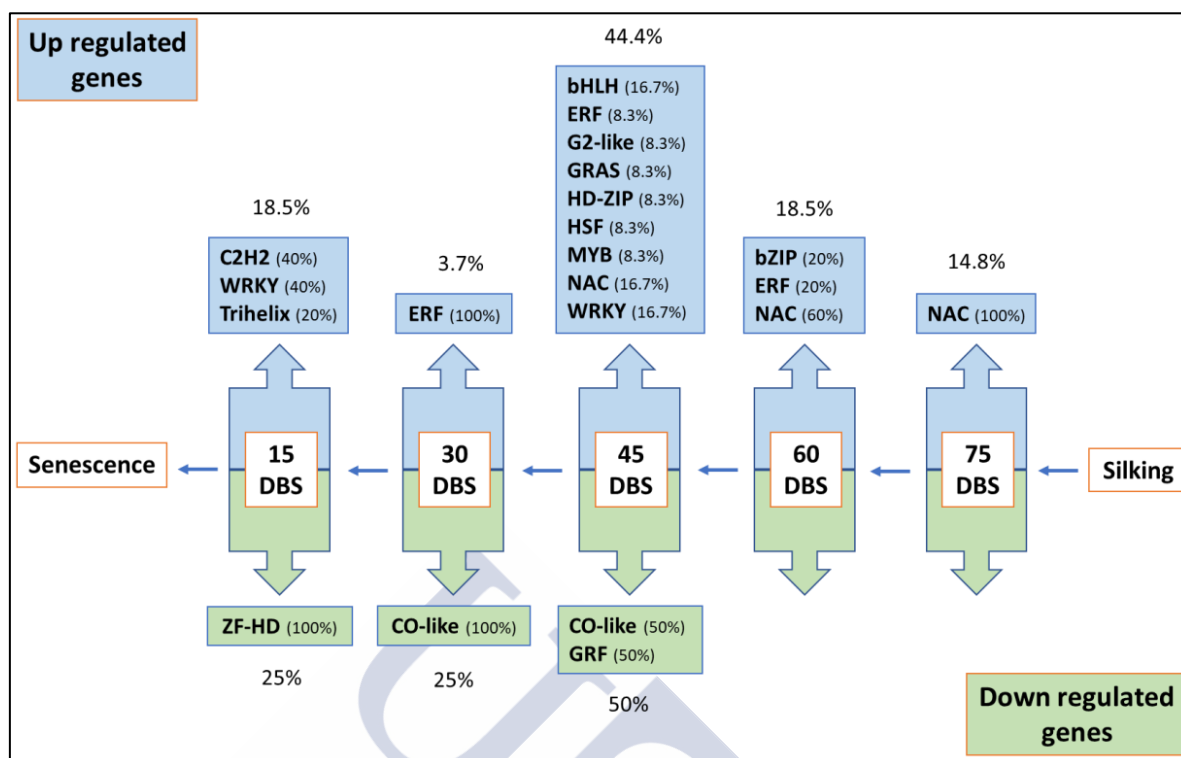 Up regulated
genes
44.4%
bHLH (16.7%)
ERF (8.3%)
G2-like (8.3%)
GRAS (8.3%)
HD-ZIP (8.3%)
HSF (8.3%)
MYB (8.3%)
NAC (16.7%)
WRKY (16.7%)
18.5%
C2H2 (40%)
WRKY (40%)
Trihelix (20%)
3.7%
ERF (100%)
18.5%
bZIP (20%)
ERF (20%)
NAC (60%)
14.8%
NAC (100%)
Senescence
15
DBS
30
DBS
45
DBS
60
DBS
75
DBS
Silking
ZF-HD (100%)
25%
CO-like (100%)
25%
CO-like (50%)
GRF (50%)
50%
Down regulated
genes